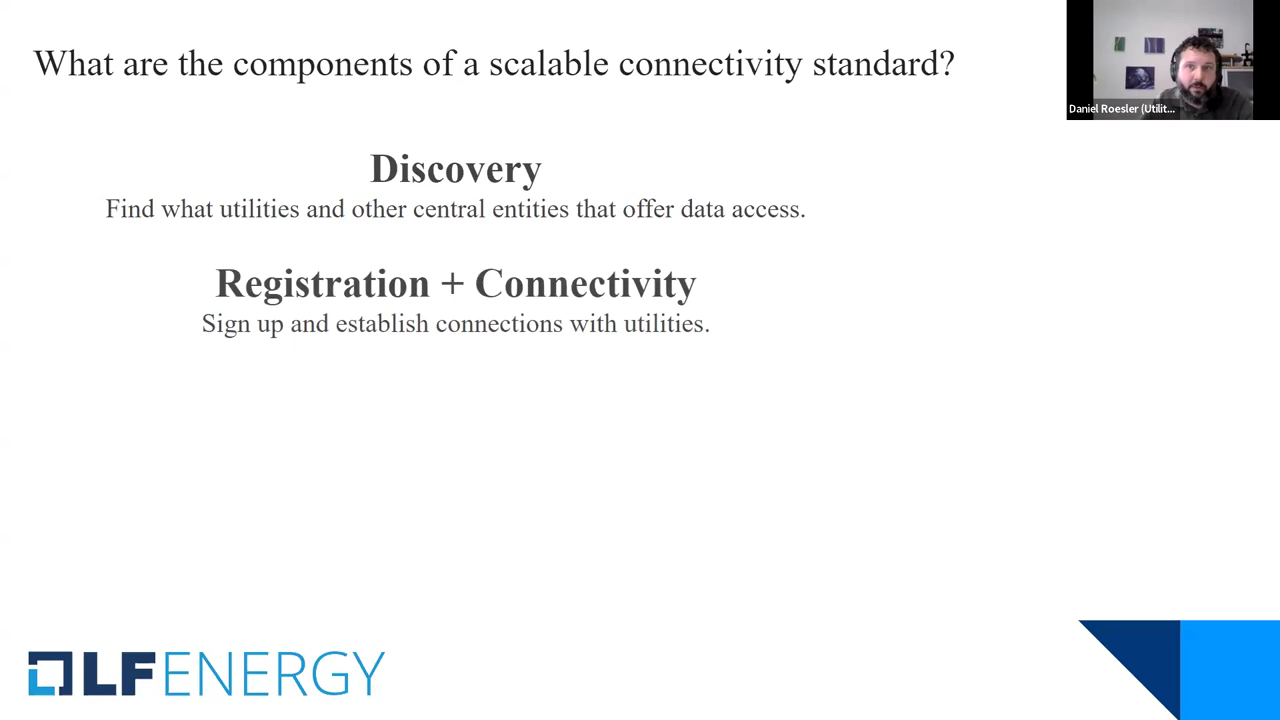 What are the components of a scalable connectivity standard?
Daniel Roesler (Utilit...
Discovery
Find what utilities and other central entities that offer data access.
Registration + Connectivity
Sign up and establish connections with utilities.
LFENERGY